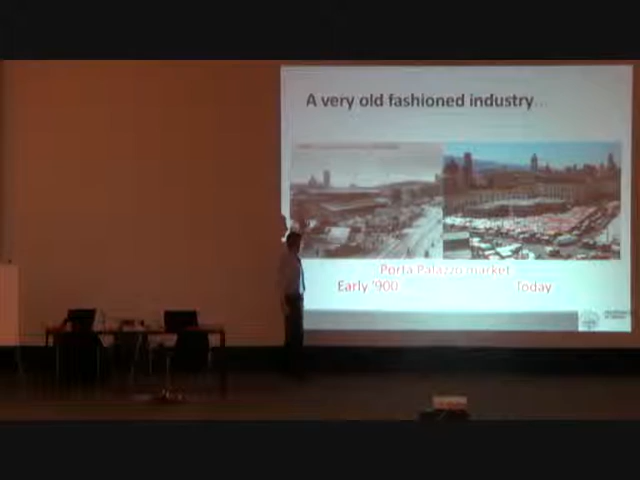 A very old fashioned industry...
Porta Palazzo market
Early '900
Today